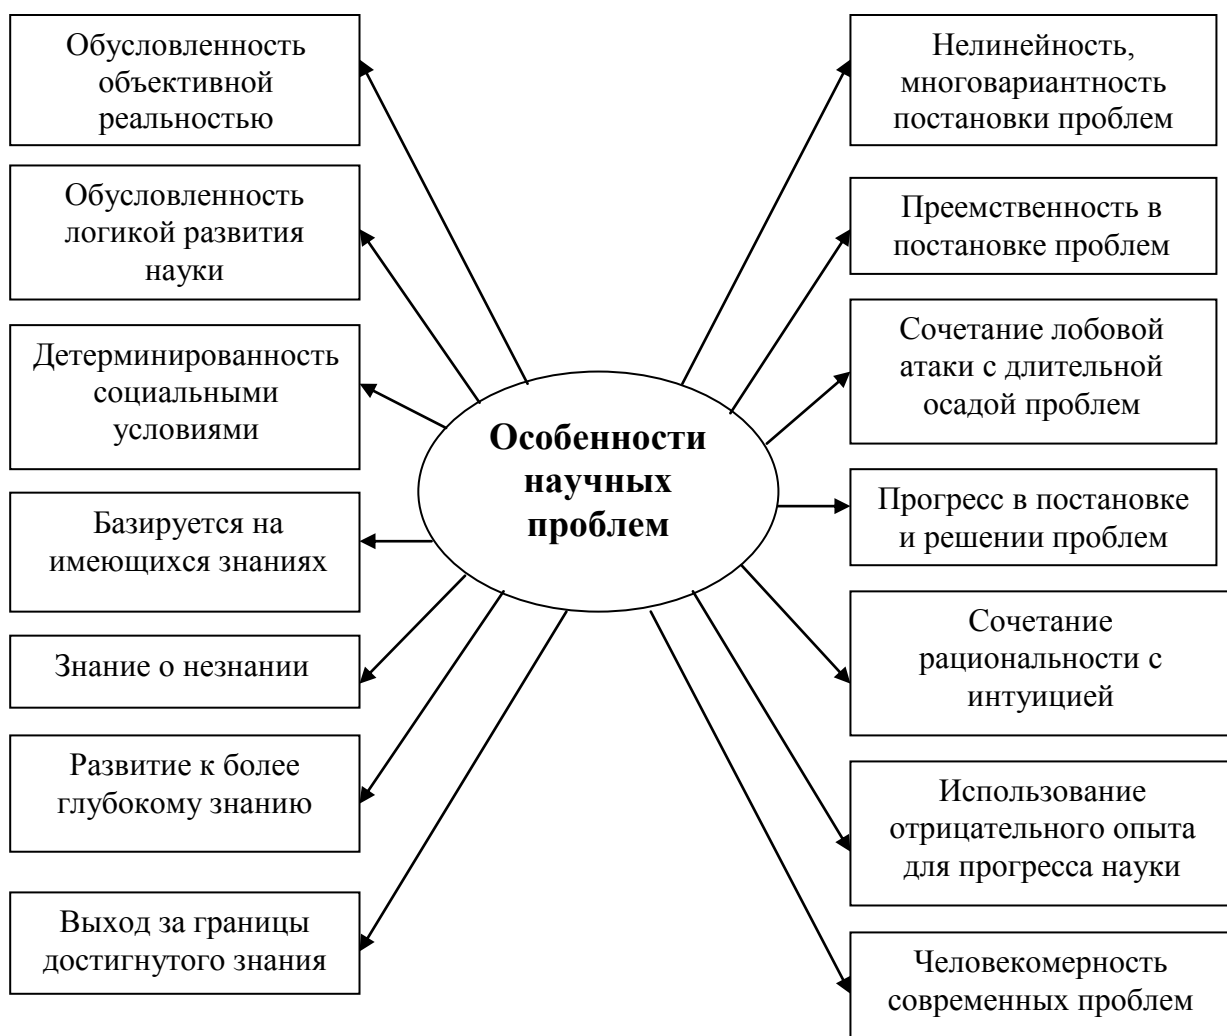 Обусловленность
объективной
реальностью
Обусловленность
логикой развития
науки
Детерминированность
социальными
условиями
Базируется на
имеющихся знаниях
Знание о незнании
Развитие к более
глубокому знанию
Выход за границы
достигнутого знания
Особенности
научных
проблем
Нелинейность,
многовариантность
постановки проблем
Преемственность в
постановке проблем
Сочетание лобовой
атаки с длительной
осадой проблем
Прогресс в постановке
и решении проблем
Сочетание
рациональности с
интуицией
Использование
отрицательного опыта
для прогресса науки
Человекомерность
современных проблем